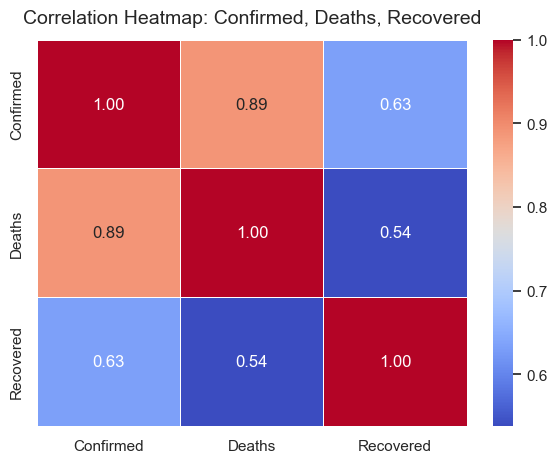 Correlation Heatmap: Confirmed, Deaths, Recovered
Confirmed
1.00 0.89 0.63
Deaths
0.89 1.00 0.54
Recovered
0.63 0.54 1.00
Confirmed Deaths Recovered
1.0
0.9
0.8
0.7
0.6